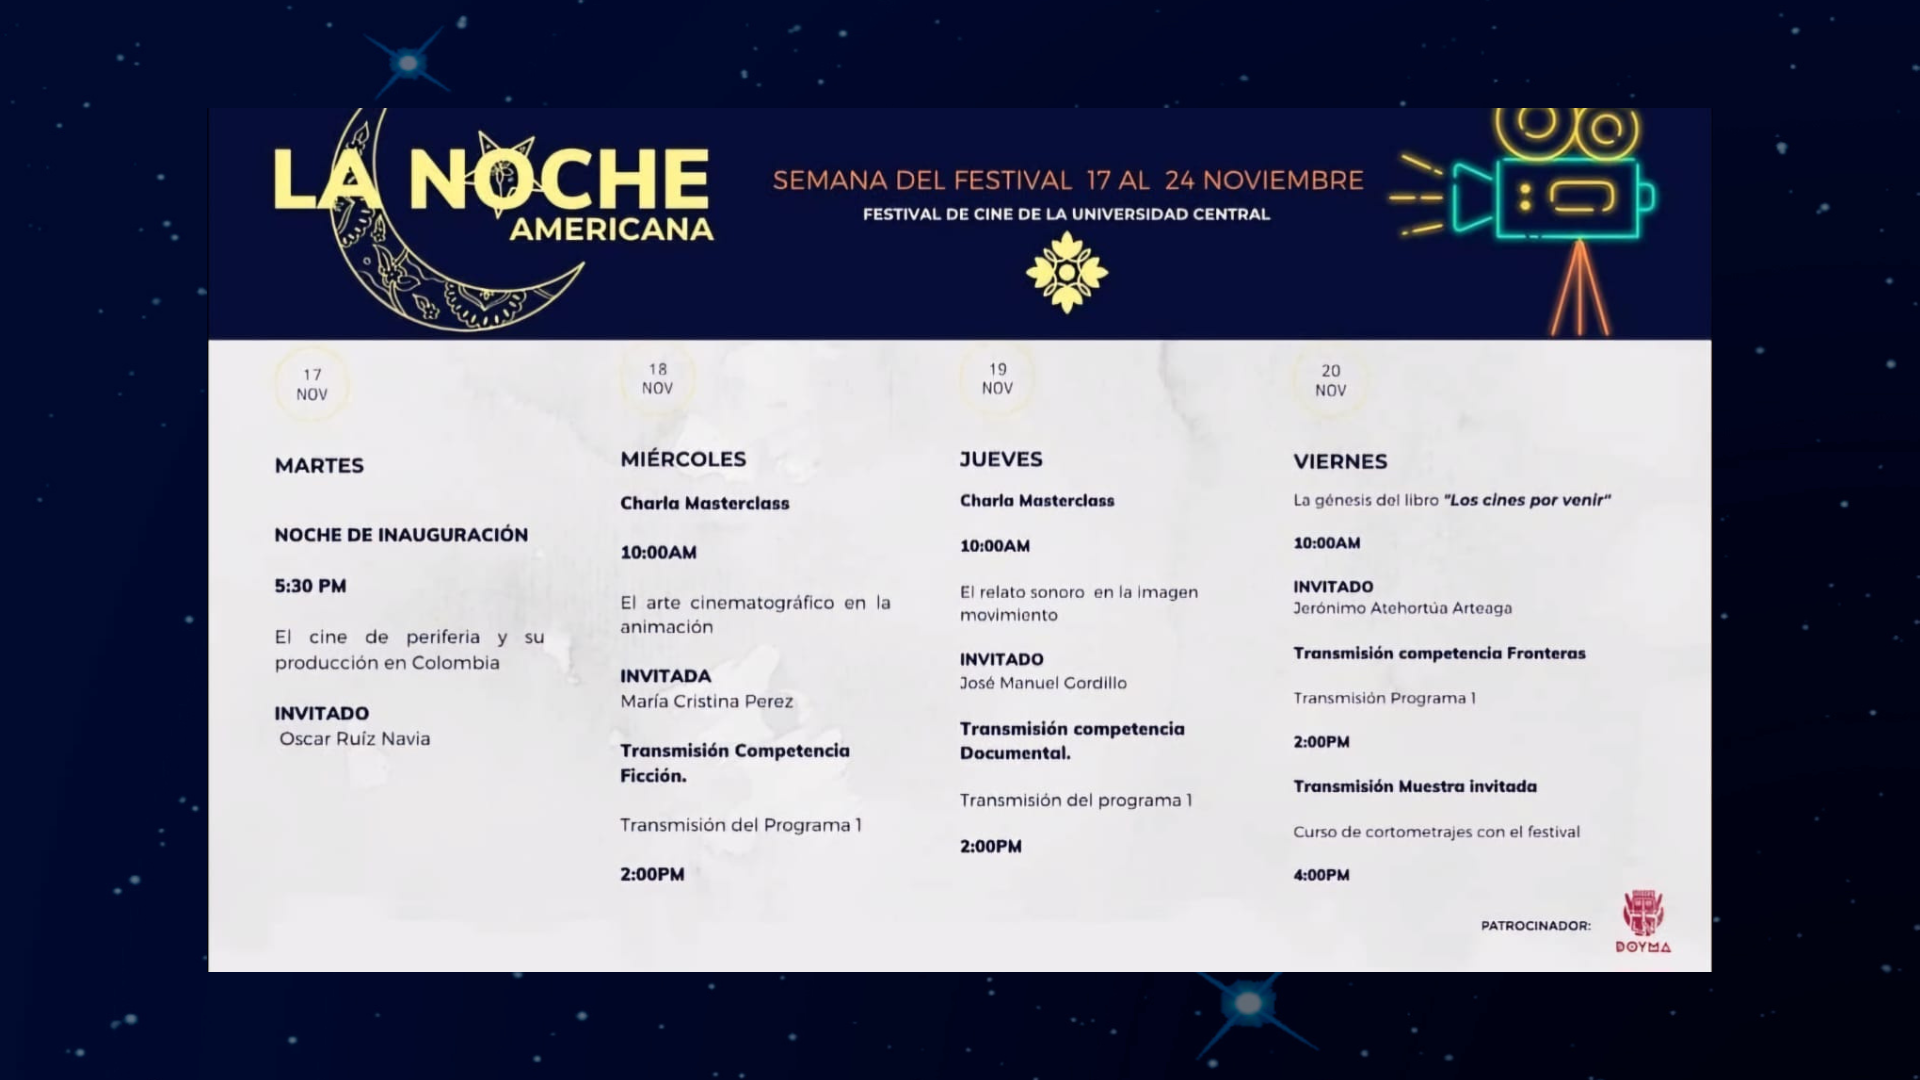 LA NOCHE
AMERICANA
SEMANA DEL FESTIVAL 17 AL 24 NOVIEMBRE
FESTIVAL DE CINE DE LA UNIVERSIDAD CENTRAL
17
NOV
MARTES
NOCHE DE INAUGURACIÓN
5:30 PM
El cine de periferia y su
producción en Colombia
INVITADO
Oscar Ruíz Navia
18
NOV
MIÉRCOLES
Charla Masterclass
10:00AM
El arte cinematográfico en la
animación
INVITADA
María Cristina Perez
Transmisión Competencia
Ficción.
Transmisión del Programa 1
2:00PM
19
NOV
JUEVES
Charla Masterclass
10:00AM
El relato sonoro en la imagen
movimiento
INVITADO
José Manuel Gordillo
Transmisión competencia
Documental.
Transmisión del programa 1
2:00PM
20
NOV
VIERNES
La génesis del libro "Los cines por venir"
10:00AM
INVITADO
Jerónimo Atehortúa Arteaga
Transmisión competencia Fronteras
Transmisión Programa 1
2:00PM
Transmisión Muestra invitada
Curso de cortometrajes con el festival
4:00PM
PATROCINADOR:
DOYMA